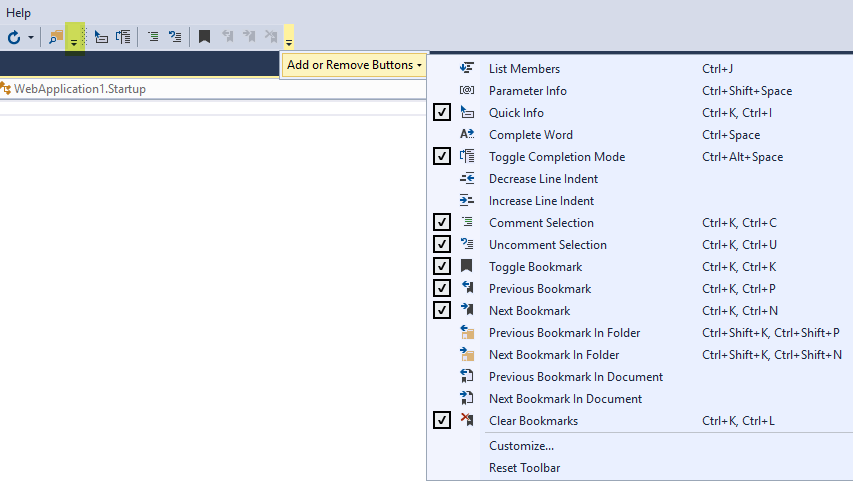 Help
Add or Remove Buttons
WebApplication1.Startup
List Members Ctrl+J
Parameter Info Ctrl+Shift+Space
Quick Info Ctrl+K, Ctrl+I
Complete Word Ctrl+Space
Toggle Completion Mode Ctrl+Alt+Space
Decrease Line Indent
Increase Line Indent
Comment Selection Ctrl+K, Ctrl+C
Uncomment Selection Ctrl+K, Ctrl+U
Toggle Bookmark Ctrl+K, Ctrl+K
Previous Bookmark Ctrl+K, Ctrl+P
Next Bookmark Ctrl+K, Ctrl+N
Previous Bookmark In Folder Ctrl+Shift+K, Ctrl+Shift+P
Next Bookmark In Folder Ctrl+Shift+K, Ctrl+Shift+N
Previous Bookmark In Document
Next Bookmark In Document
Clear Bookmarks Ctrl+K, Ctrl+L
Customize...
Reset Toolbar